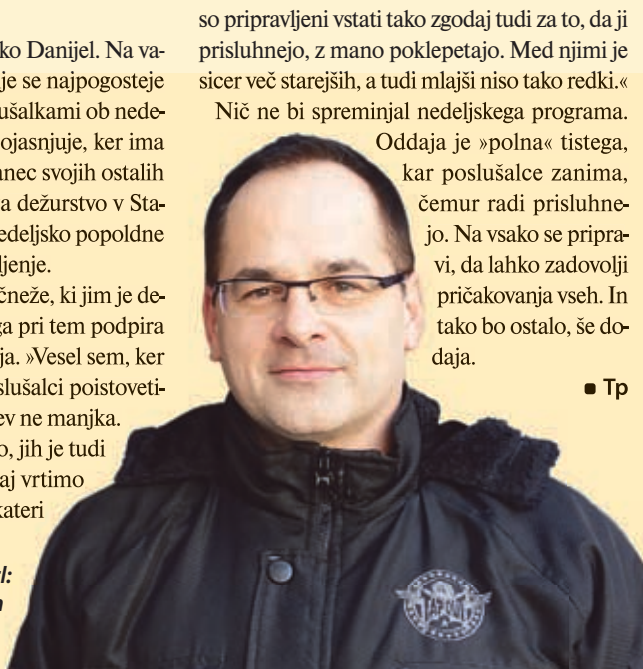 ko Danijel. Na va-
je se najpogosteje
ušalkami ob nede-
ojasnjuje, ker ima
anec svojih ostalih
a dežurstvo v Sta-
edeljsko popoldne
ljenje.
čneže, ki jim je de-
ga pri tem podpira
ja. »Vesel sem, ker
slušalci poistoveti-
ev ne manjka.
o, jih je tudi
aj vrtimo
kateri
l:
so pripravljeni vstati tako zgodaj tudi za to, da ji
prisluhnejo, z mano poklepetajo. Med njimi je
sicer več starejših, a tudi mlajši niso tako redki.«
Nič ne bi spreminjal nedeljskega programa.
Oddaja je »polna« tistega,
kar poslušalce zanima,
čemur radi prisluhne-
jo. Na vsako se pripra-
vi, da lahko zadovolji
pričakovanja vseh. In
tako bo ostalo, še do-
daja.
■ Tp
TAPOUT